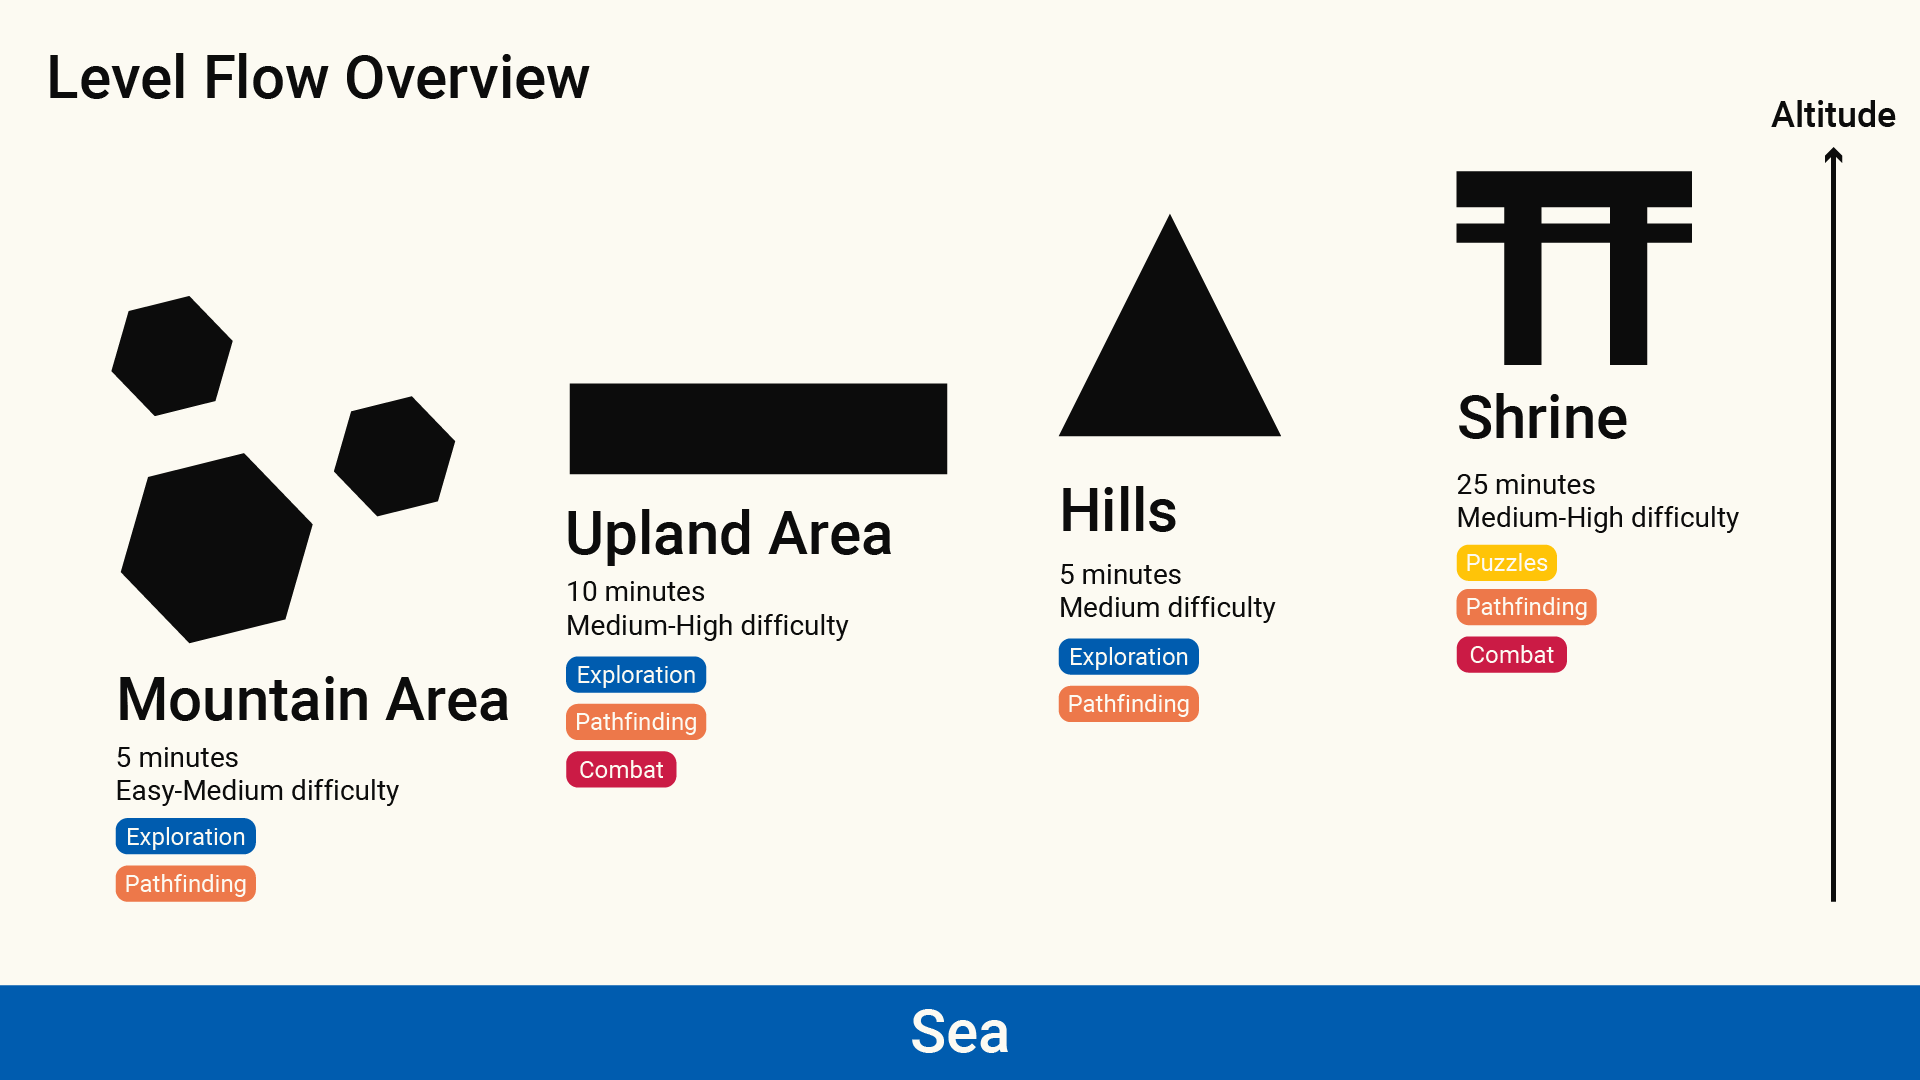 Level Flow Overview
Altitude
Mountain Area
5 minutes
Easy-Medium difficulty
Exploration
Pathfinding
Upland Area
10 minutes
Medium-High difficulty
Exploration
Pathfinding
Combat
Hills
5 minutes
Medium difficulty
Exploration
Pathfinding
Shrine
25 minutes
Medium-High difficulty
Puzzles
Pathfinding
Combat
Sea